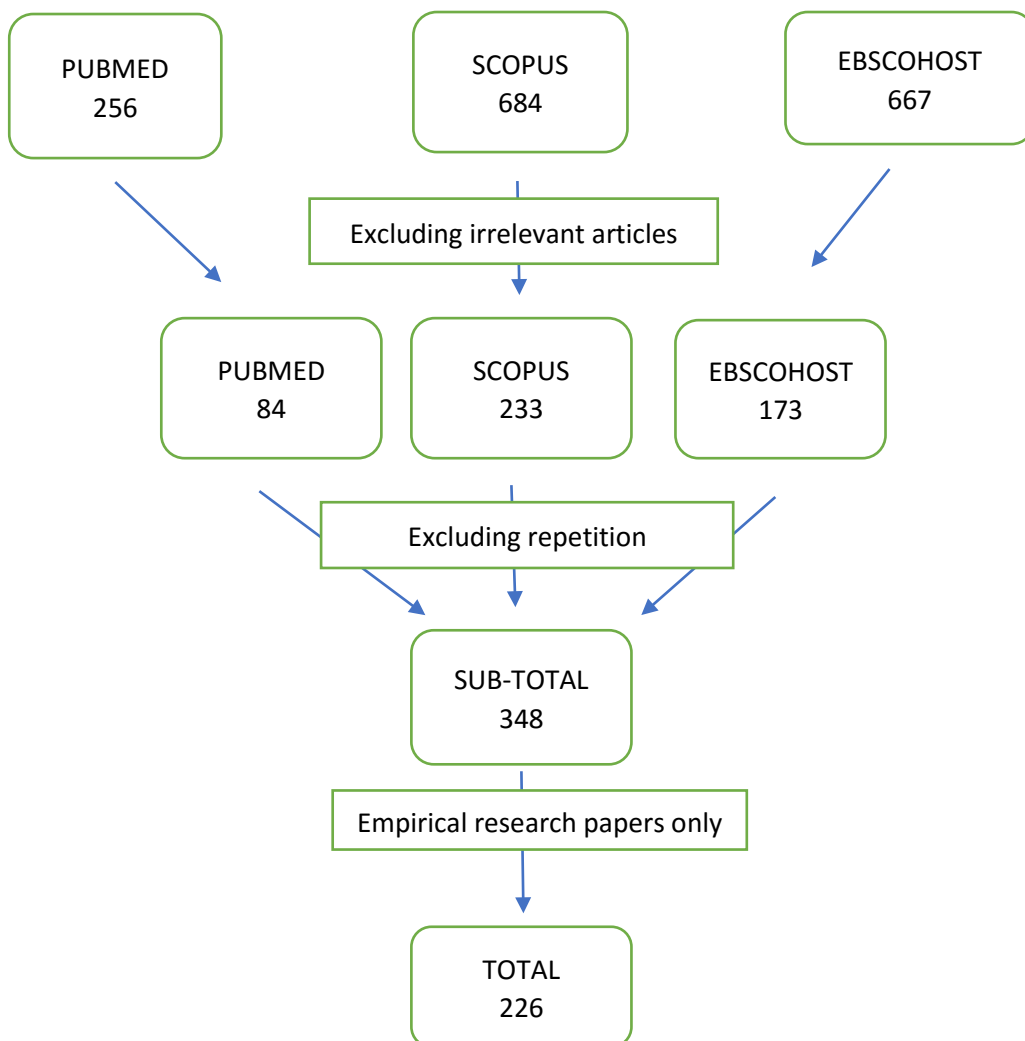 PUBMED
256
SCOPUS
684
EBSCOHOST
667
Excluding irrelevant articles
PUBMED
84
SCOPUS
233
EBSCOHOST
173
Excluding repetition
SUB-TOTAL
348
Empirical research papers only
TOTAL
226